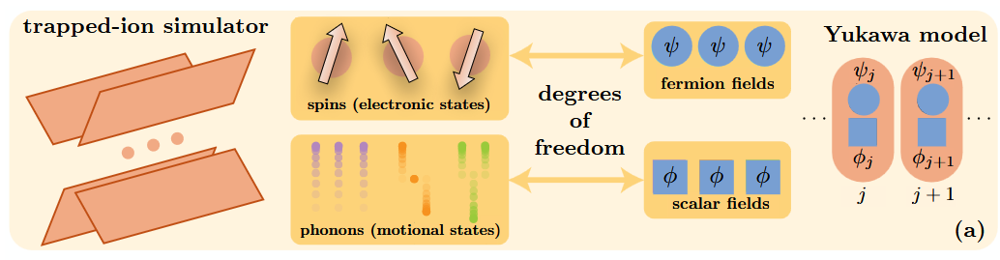 trapped-ion simulator
spins (electronic states)
phonons (motional states)
degrees
of
freedom
ψ ψ ψ
fermion fields
ϕ ϕ ϕ
scalar fields
Yukawa model
ψ_j ψ_{j+1}
... ...
ϕ_j ϕ_{j+1}
j j + 1
(a)